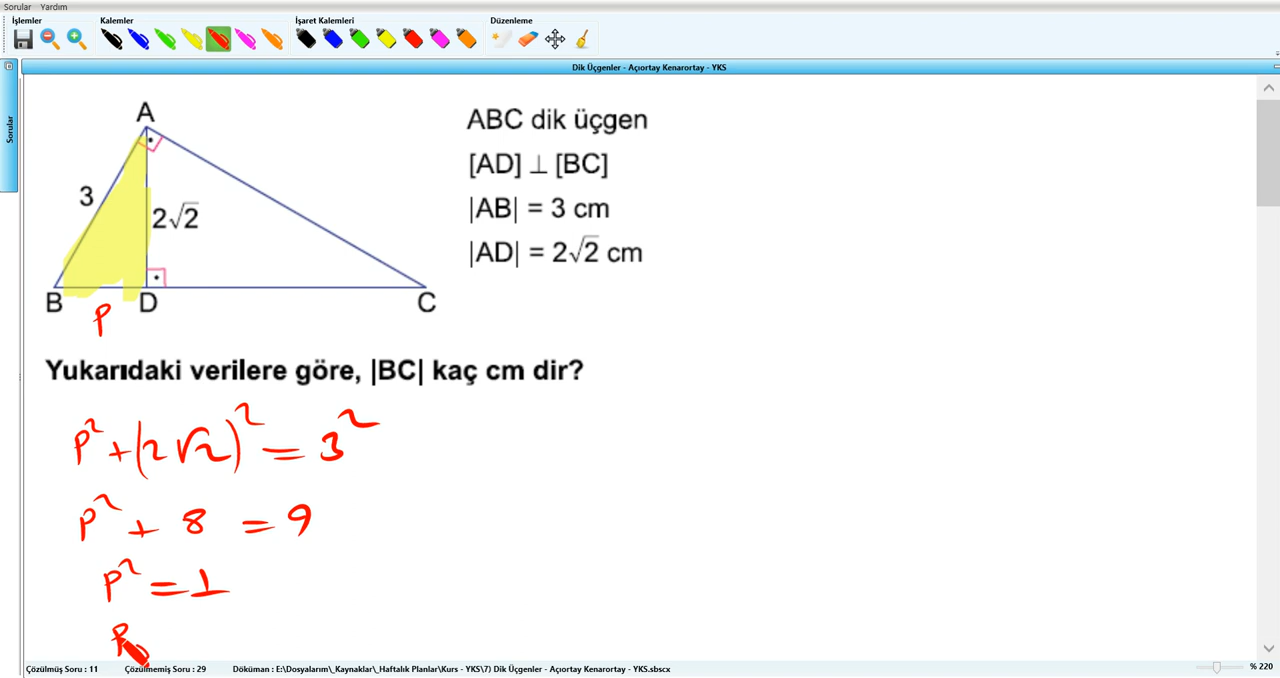 Sorular Yardım
İşlemler Kalemler İşaret Kalemleri Düzenleme
Dik Üçgenler - Açıortay Kenarortay - YKS
Sorular
A
3
2√2
B D C
P
ABC dik üçgen
[AD] ⊥ [BC]
|AB| = 3 cm
|AD| = 2√2 cm
Yukarıdaki verilere göre, |BC| kaç cm dir?
P² + (2√2)² = 3²
P² + 8 = 9
P² = 1
P
Çözülmüş Soru : 11 Çözülmemiş Soru : 29 Döküman : E:\Dosyalarım\_Kaynaklar\_Haftalık Planlar\Kurs - YKS\7) Dik Üçgenler - Açıortay Kenarortay - YKS.sbscx % 220